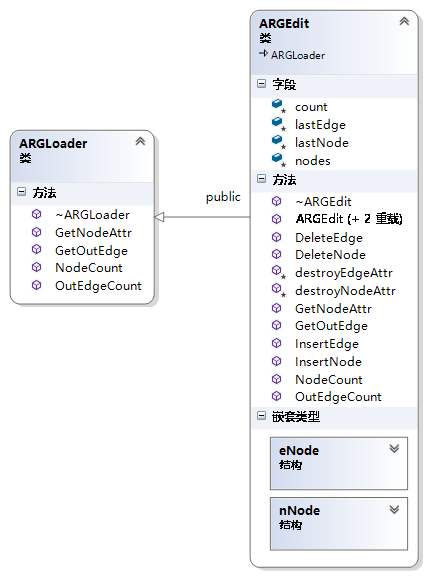 ARGLoader
类
方法
~ARGLoader
GetNodeAttr
GetOutEdge
NodeCount
OutEdgeCount
public
ARGEdit
类
ARGLoader
字段
count
lastEdge
lastNode
nodes
方法
~ARGEdit
ARGEdit (+ 2 重载)
DeleteEdge
DeleteNode
destroyEdgeAttr
destroyNodeAttr
GetNodeAttr
GetOutEdge
InsertEdge
InsertNode
NodeCount
OutEdgeCount
嵌套类型
eNode
结构
nNode
结构